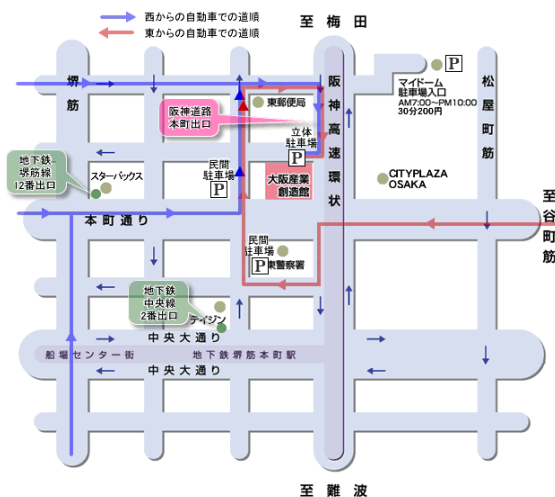 西からの自動車での道順
東からの自動車での道順
至 梅 田
堺筋
阪神高速環状
松屋町筋
P
マイドーム
駐車場入口
AM7:00～PM10:00
30分200円
東郵便局
阪神道路
本町出口
立体
駐車場
P
地下鉄
堺筋線
12番出口
スターバックス
民間
駐車場
P
大阪産業
創造館
CITYPLAZA
OSAKA
至谷町筋
本町通り
民間
駐車場
P
東警察署
地下鉄
中央線
2番出口
テイジン
中央大通り
船場センター街
地下鉄堺筋本町駅
中央大通り
至 難 波